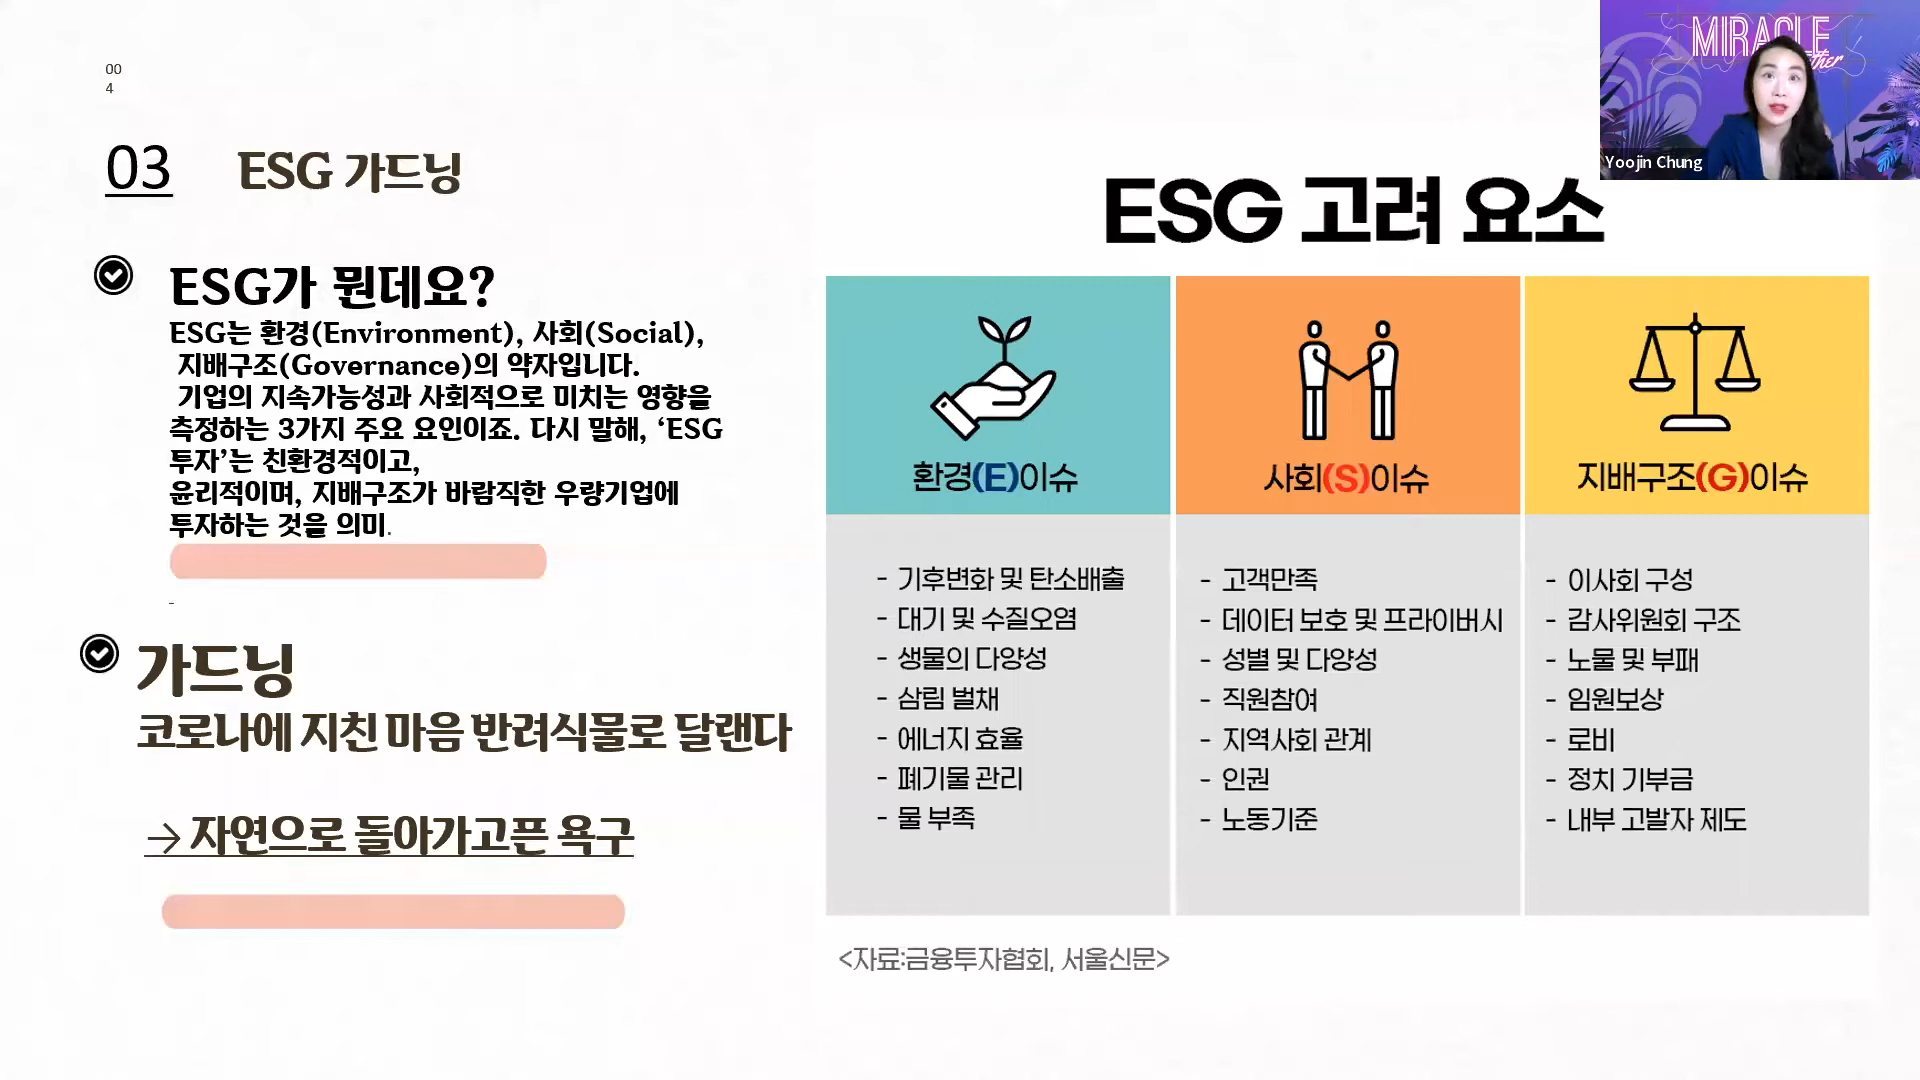 00
4
03
ESG 가드닝
ESG가 뭔데요?
ESG는 환경(Environment), 사회(Social),
지배구조(Governance)의 약자입니다.
기업의 지속가능성과 사회적으로 미치는 영향을
측정하는 3가지 주요 요인이죠. 다시 말해, ‘ESG
투자’는 친환경적이고,
윤리적이며, 지배구조가 바람직한 우량기업에
투자하는 것을 의미.
-
가드닝
코로나에 지친 마음 반려식물로 달랜다
→ 자연으로 돌아가고픈 욕구
MIRACLE
Yoojin Chung
ESG 고려 요소
환경(E)이슈
- 기후변화 및 탄소배출
- 대기 및 수질오염
- 생물의 다양성
- 삼림 벌채
- 에너지 효율
- 폐기물 관리
- 물 부족
사회(S)이슈
- 고객만족
- 데이터 보호 및 프라이버시
- 성별 및 다양성
- 직원참여
- 지역사회 관계
- 인권
- 노동기준
지배구조(G)이슈
- 이사회 구성
- 감사위원회 구조
- 노물 및 부패
- 임원보상
- 로비
- 정치 기부금
- 내부 고발자 제도
<자료:금융투자협회, 서울신문>